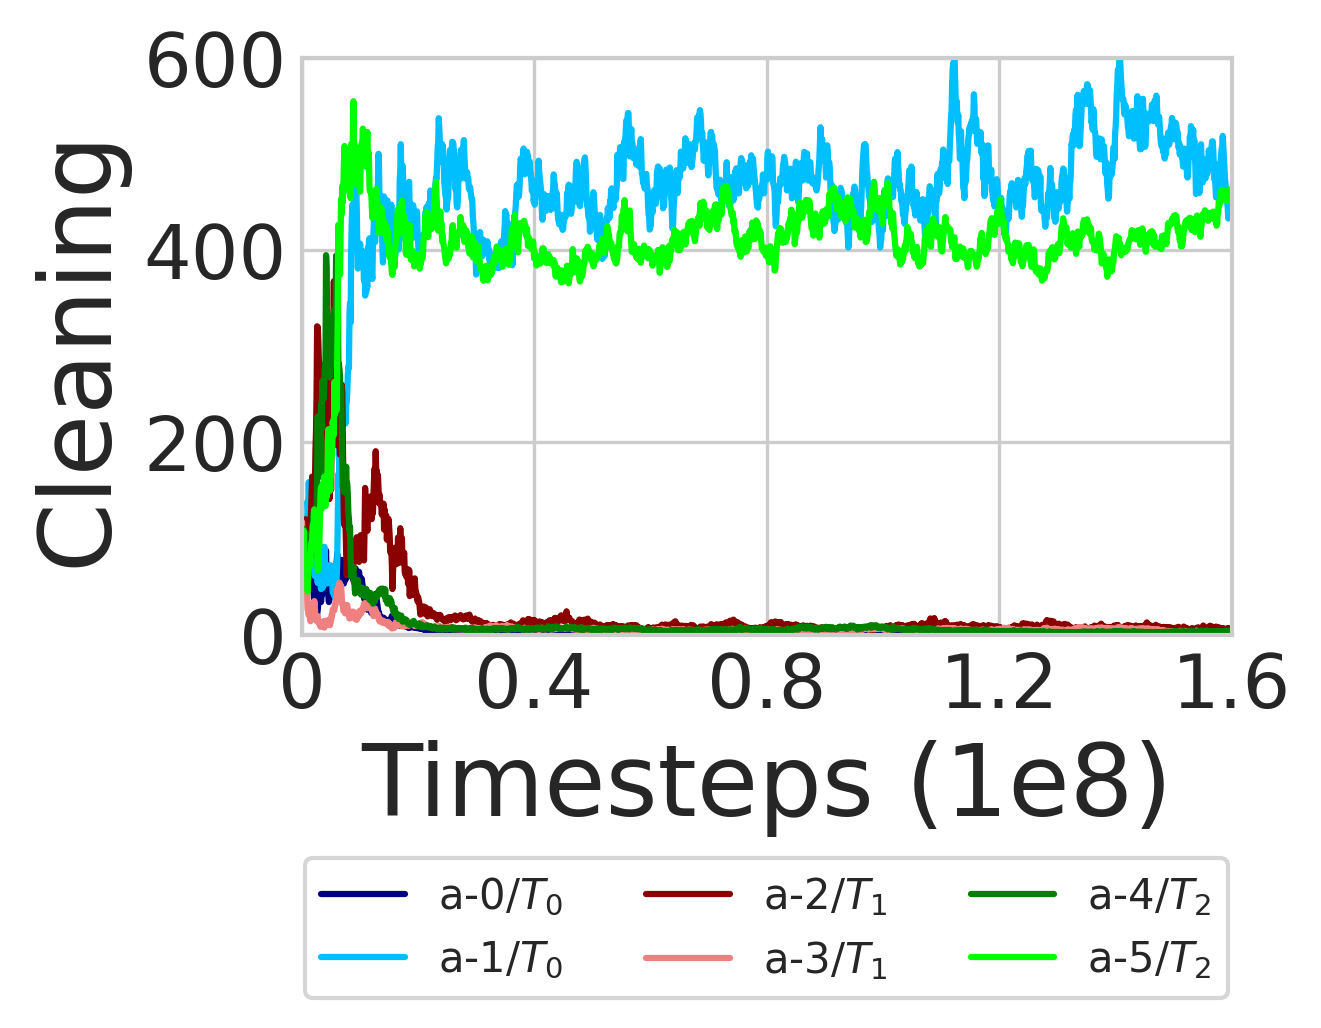 600
400
200
0
Cleaning
0 0.4 0.8 1.2 1.6
Timesteps (1e8)
a-0/T₀ a-2/T₁ a-4/T₂
a-1/T₀ a-3/T₁ a-5/T₂